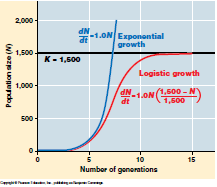 2,000
dN/dt = 1.0N
Exponential growth
1,500
K = 1,500
Logistic growth
1,000
dN/dt = 1.0N (1,500 – N / 1,500)
500
0
0 5 10 15
Population size (N)
Number of generations
Copyright © Pearson Education, Inc., publishing as Benjamin Cummings.